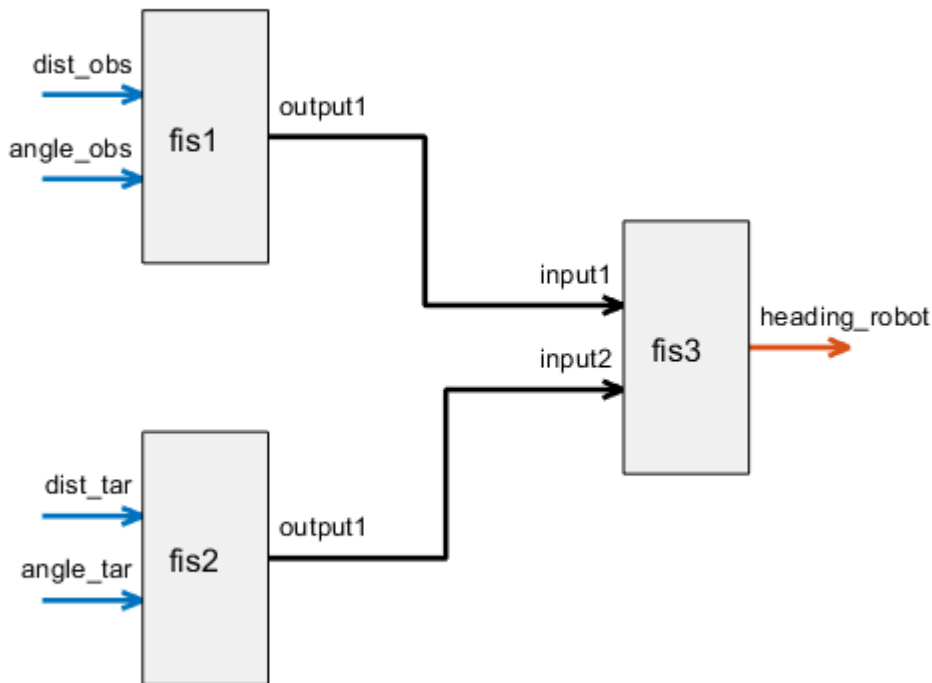 dist_obs
angle_obs
fis1
output1
input1
input2
fis3
heading_robot
dist_tar
angle_tar
fis2
output1